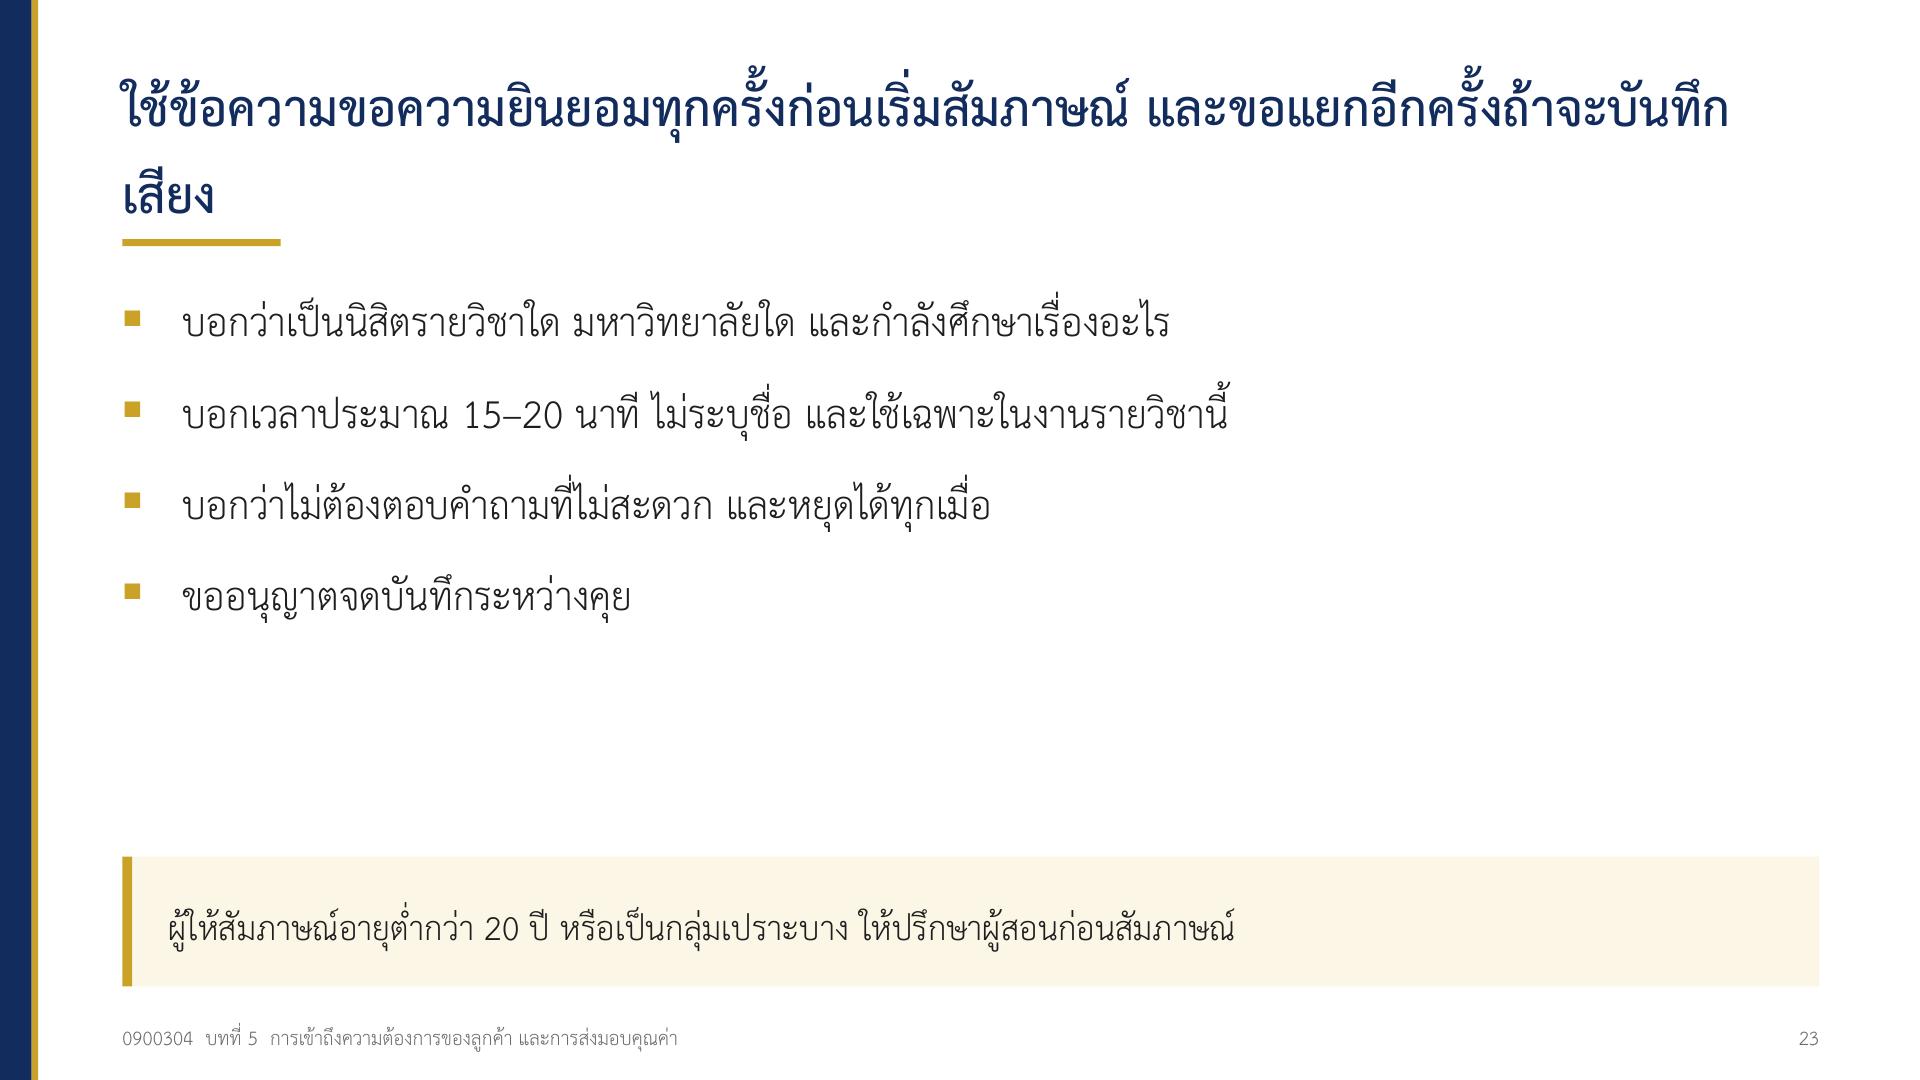 ใช้ข้อความขอความยินยอมทุกครั้งก่อนเริ่มสัมภาษณ์ และขอแยกอีกครั้งถ้าจะบันทึก
เสียง
บอกว่าเป็นนิสิตรายวิชาใด มหาวิทยาลัยใด และกำลังศึกษาเรื่องอะไร
บอกเวลาประมาณ 15–20 นาที ไม่ระบุชื่อ และใช้เฉพาะในงานรายวิชานี้
บอกว่าไม่ต้องตอบคำถามที่ไม่สะดวก และหยุดได้ทุกเมื่อ
ขออนุญาตจดบันทึกระหว่างคุย
ผู้ให้สัมภาษณ์อายุต่ำกว่า 20 ปี หรือเป็นกลุ่มเปราะบาง ให้ปรึกษาผู้สอนก่อนสัมภาษณ์
0900304 บทที่ 5 การเข้าถึงความต้องการของลูกค้า และการส่งมอบคุณค่า
23